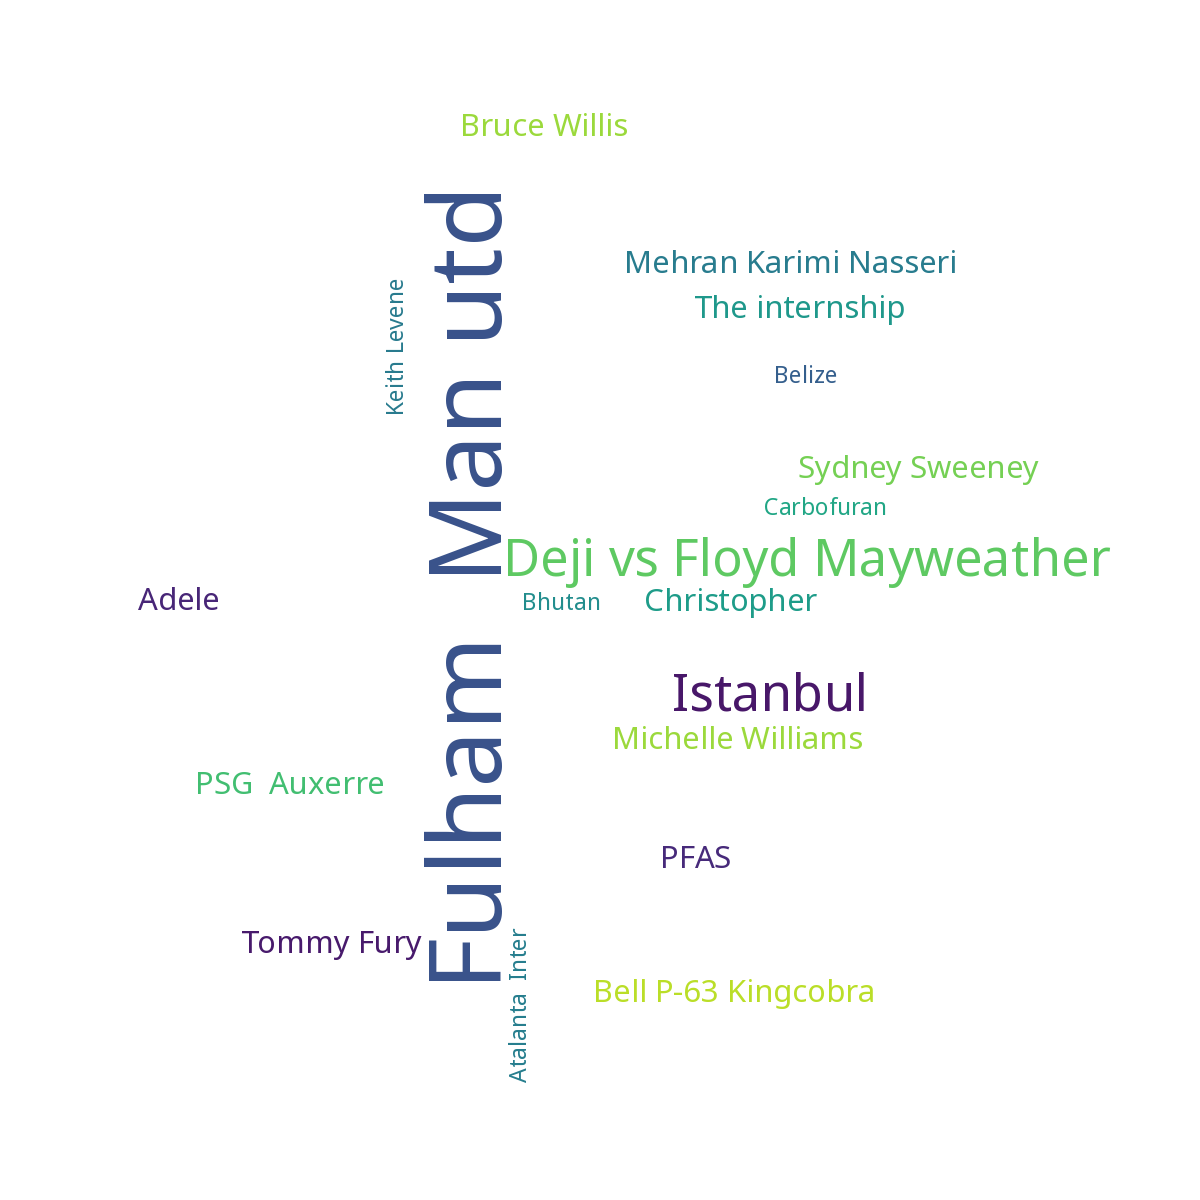 Bruce Willis
Fulham  Man utd
Mehran Karimi Nasseri
Keith Levene
The internship
Belize
Sydney Sweeney
Carbofuran
Deji vs Floyd Mayweather
Adele
Bhutan
Christopher
Istanbul
Michelle Williams
PSG  Auxerre
PFAS
Tommy Fury
Atalanta  Inter
Bell P-63 Kingcobra